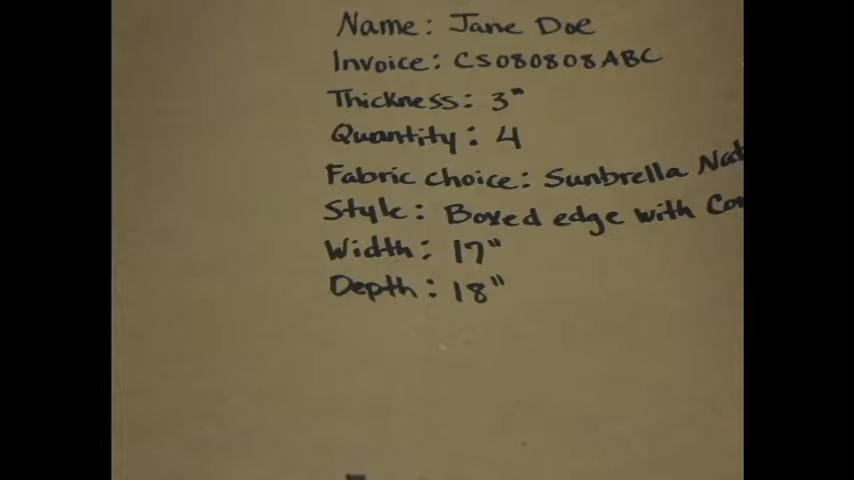 Name: Jane Doe
Invoice: CS080808ABC
Thickness: 3"
Quantity: 4
Fabric choice: Sunbrella
Style: Boxed edge with
Width: 17"
Depth: 18"